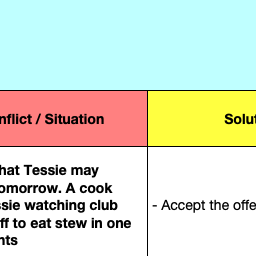 nflict / Situation
Solut
hat Tessie may
omorrow. A cook
ssie watching club
ff to eat stew in one
nts
- Accept the offe